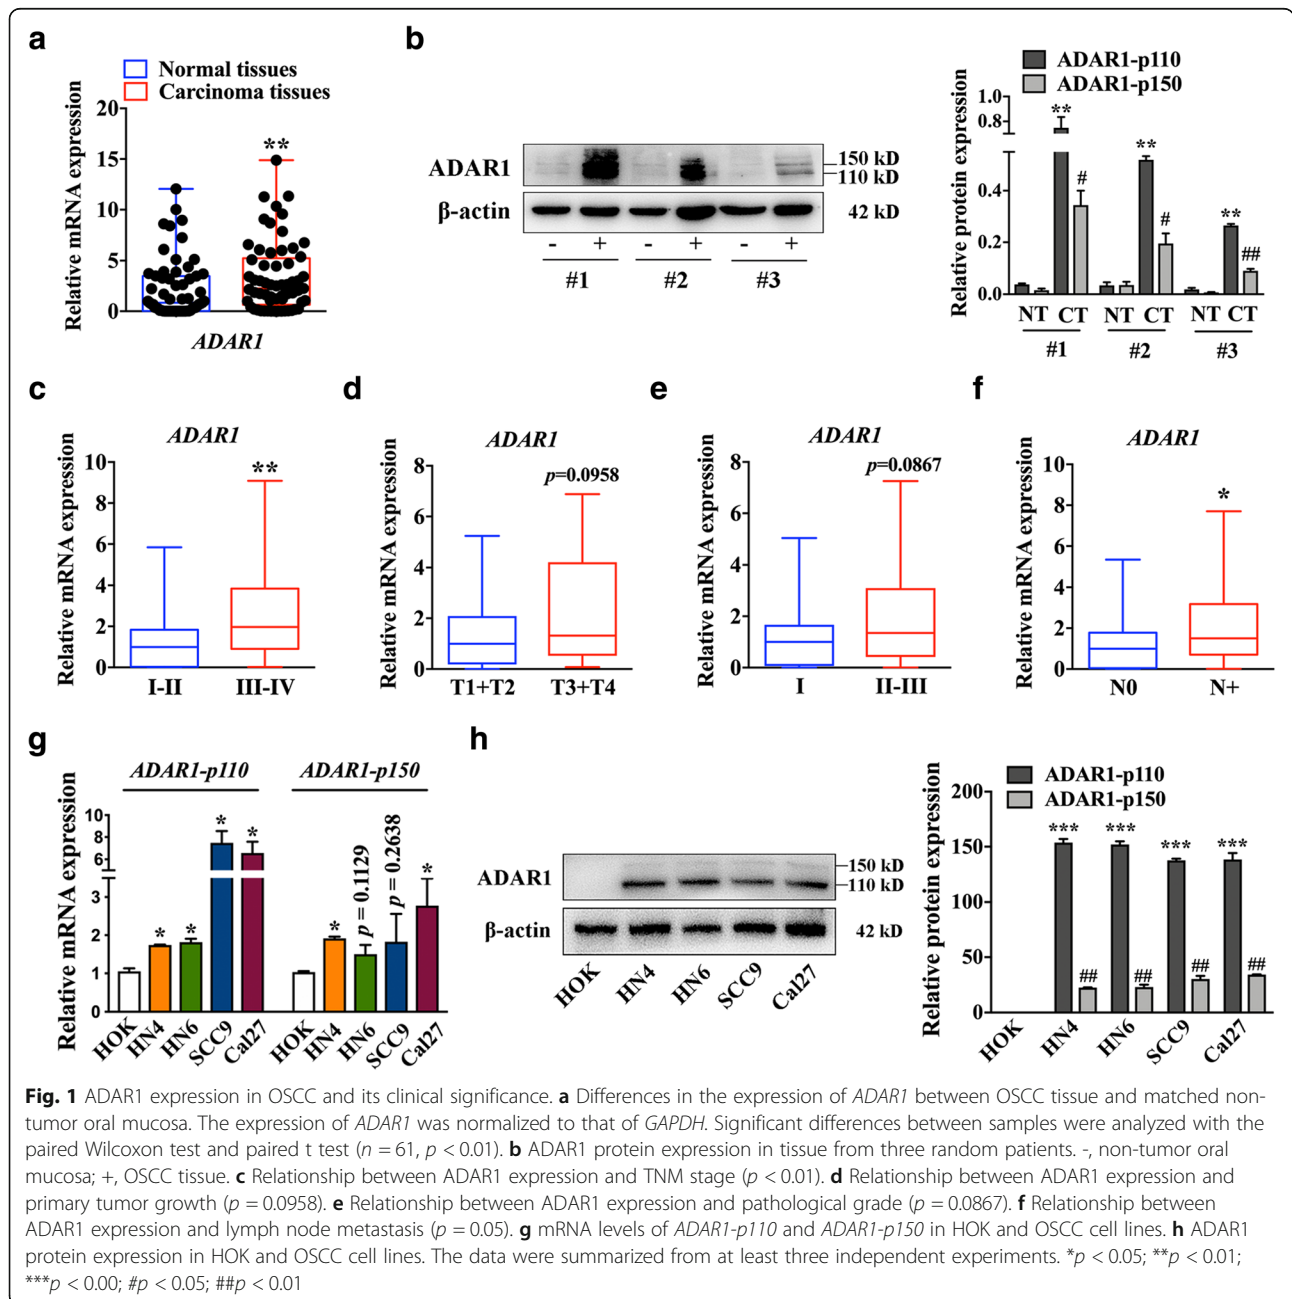 a
Normal tissues
Carcinoma tissues
Relative mRNA expression
20
15
10
5
0
**
ADAR1
b
ADAR1
150 kD
110 kD
β-actin
42 kD
- + - + - +
#1 #2 #3
ADAR1-p110
ADAR1-p150
Relative protein expression
1.0
0.8
0.4
0.2
0.0
** # ** # ** ##
NT CT NT CT NT CT
#1 #2 #3
c
ADAR1
Relative mRNA expression
10
8
6
4
2
0
**
I-II III-IV
d
ADAR1
Relative mRNA expression
8
6
4
2
0
p=0.0958
T1+T2 T3+T4
e
ADAR1
Relative mRNA expression
8
6
4
2
0
p=0.0867
I II-III
f
ADAR1
Relative mRNA expression
10
8
6
4
2
0
*
N0 N+
g
ADAR1-p110 ADAR1-p150
Relative mRNA expression
10
8
6
3
2
1
0
* * * * * p = 0.1129 p = 0.2638 *
HOK HN4 HN6 SCC9 Cal27 HOK HN4 HN6 SCC9 Cal27
h
ADAR1
150 kD
110 kD
β-actin
42 kD
HOK HN4 HN6 SCC9 Cal27
ADAR1-p110
ADAR1-p150
Relative protein expression
200
150
100
50
0
*** *** *** ***
## ## ## ##
HOK HN4 HN6 SCC9 Cal27
Fig. 1 ADAR1 expression in OSCC and its clinical significance. a Differences in the expression of ADAR1 between OSCC tissue and matched non-
tumor oral mucosa. The expression of ADAR1 was normalized to that of GAPDH. Significant differences between samples were analyzed with the
paired Wilcoxon test and paired t test (n = 61, p < 0.01). b ADAR1 protein expression in tissue from three random patients. -, non-tumor oral
mucosa; +, OSCC tissue. c Relationship between ADAR1 expression and TNM stage (p < 0.01). d Relationship between ADAR1 expression and
primary tumor growth (p = 0.0958). e Relationship between ADAR1 expression and pathological grade (p = 0.0867). f Relationship between
ADAR1 expression and lymph node metastasis (p = 0.05). g mRNA levels of ADAR1-p110 and ADAR1-p150 in HOK and OSCC cell lines. h ADAR1
protein expression in HOK and OSCC cell lines. The data were summarized from at least three independent experiments. *p < 0.05; **p < 0.01;
***p < 0.00; #p < 0.05; ##p < 0.01